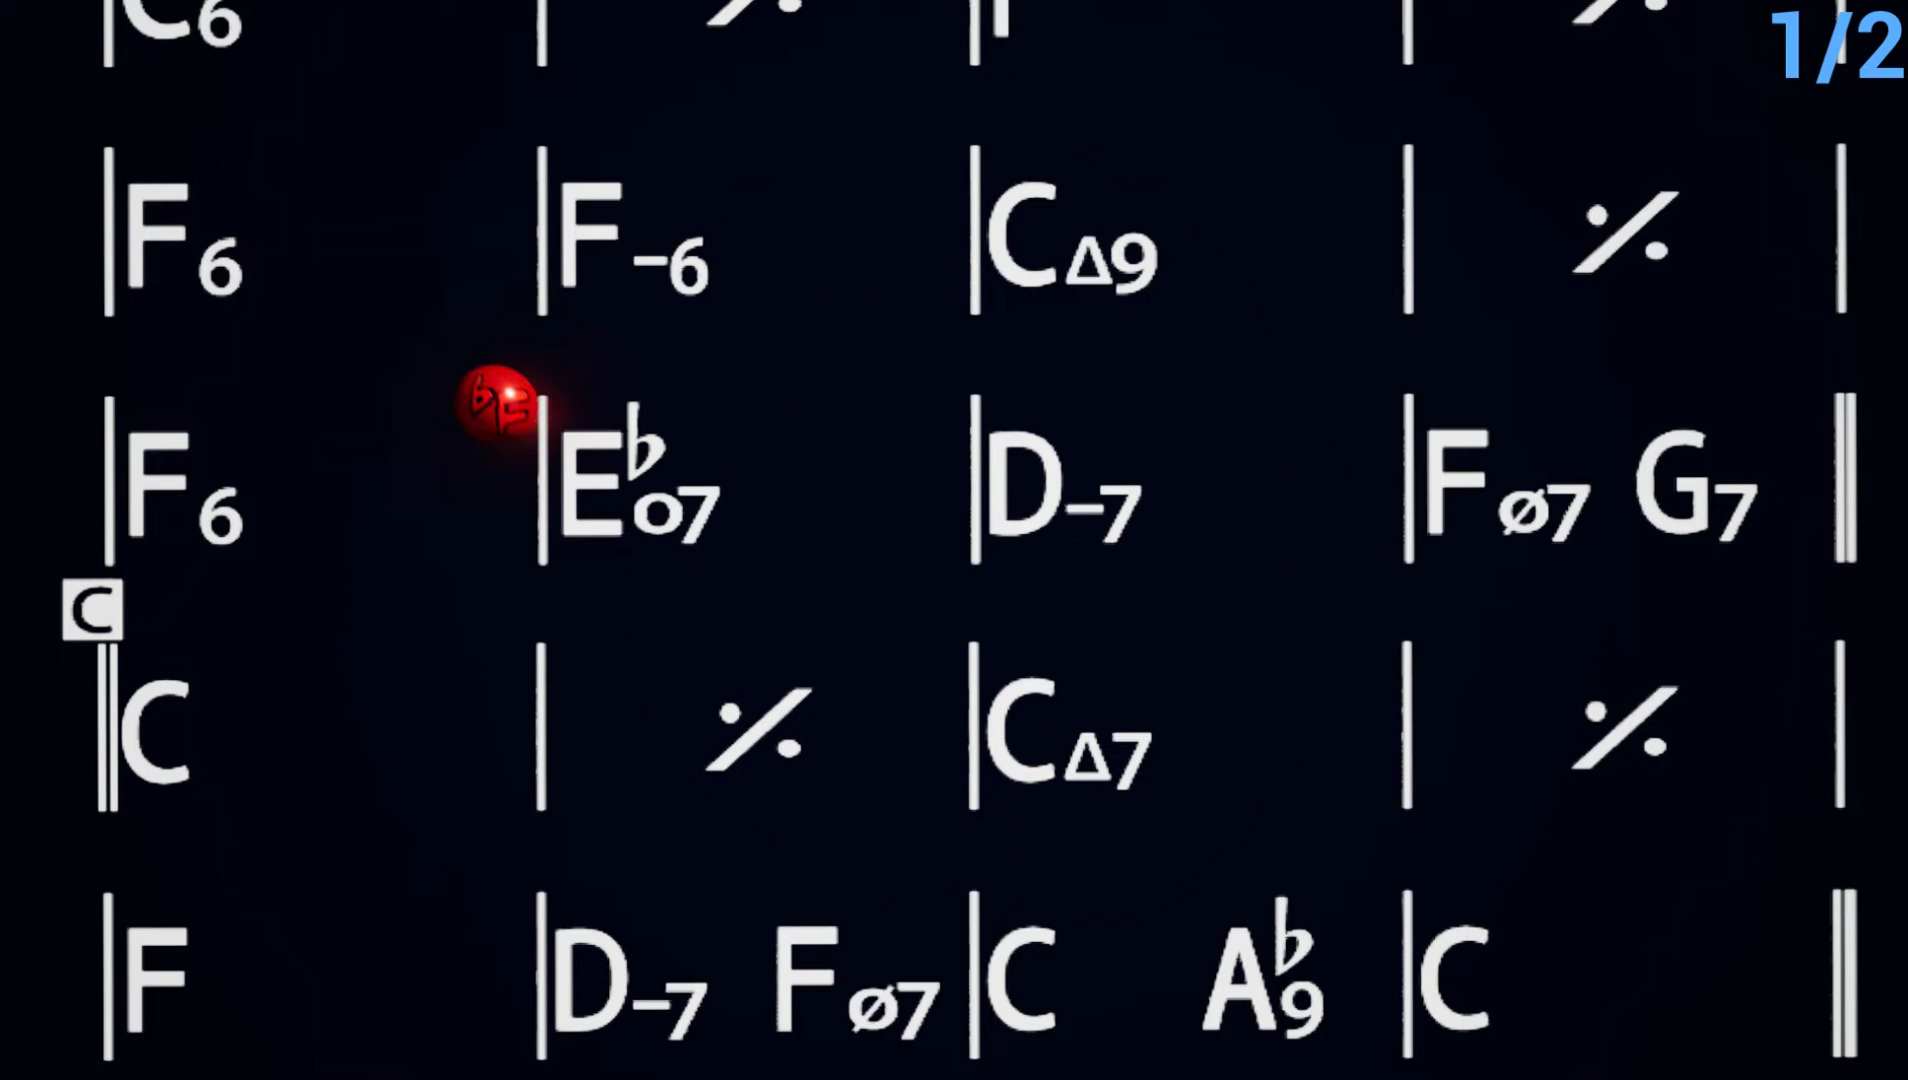 C6 | ٪ | F | ٪ 1/2
F6 | F-6 | CΔ9 | ٪
F6 | E♭o7 | D-7 | Fø7 G7
C
C | ٪ | CΔ7 | ٪
F | D-7 Fø7 | C A♭9 | C